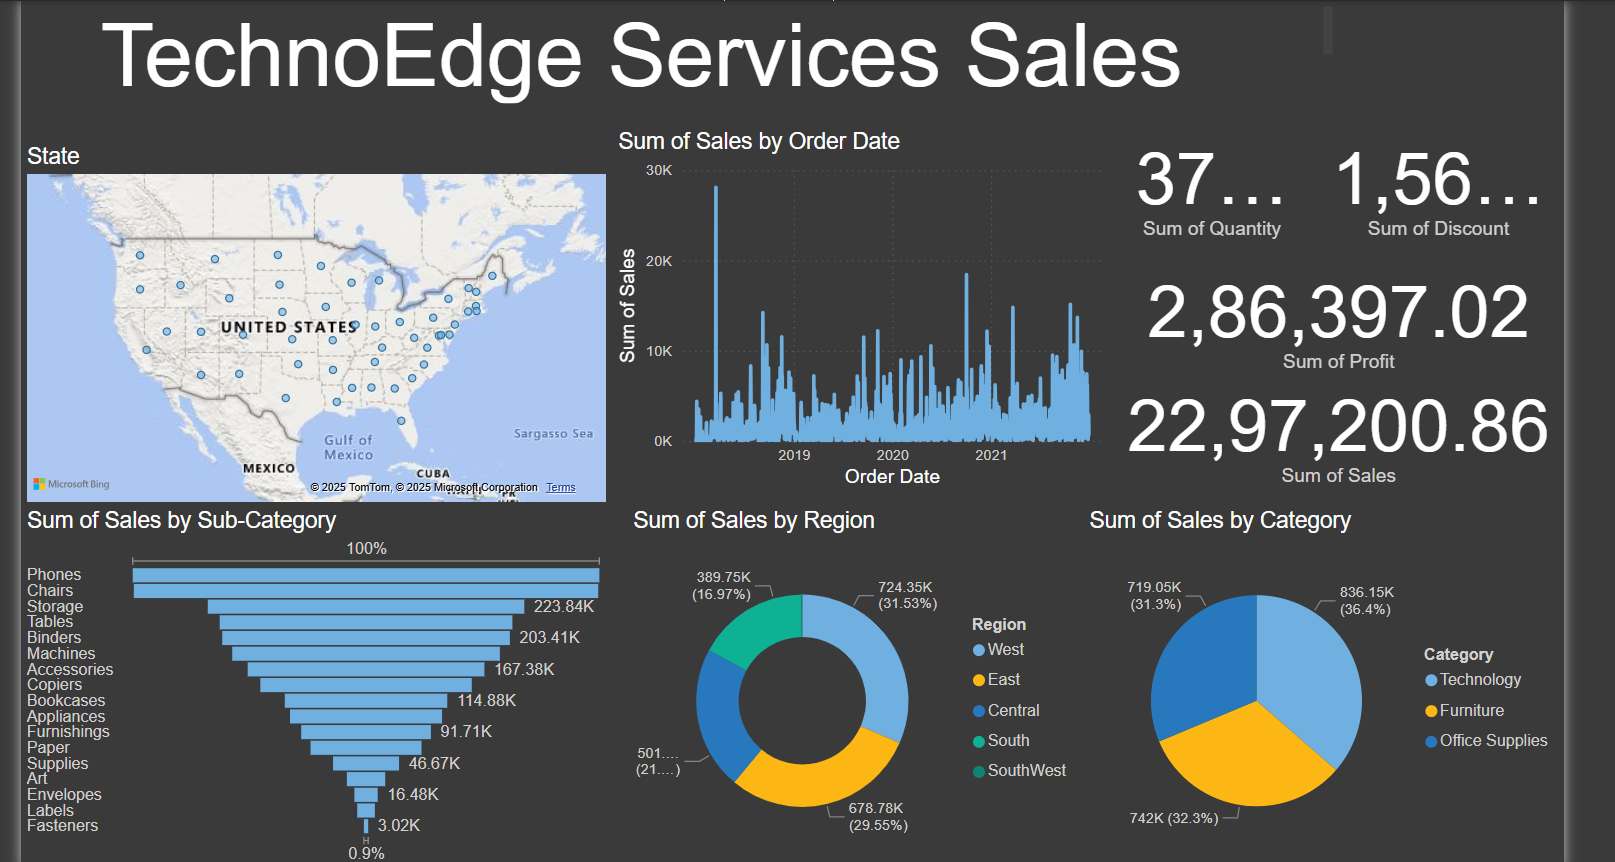 TechnoEdge Services Sales
State
UNITED STATES
Gulf of
Mexico
Sargasso Sea
MEXICO
CUBA
PR
Microsoft Bing
© 2025 TomTom, © 2025 Microsoft Corporation Terms
Sum of Sales by Order Date
30K
20K
10K
0K
Sum of Sales
2019 2020 2021
Order Date
37...
Sum of Quantity
1,56...
Sum of Discount
2,86,397.02
Sum of Profit
22,97,200.86
Sum of Sales
Sum of Sales by Sub-Category
100%
Phones
Chairs
Storage 223.84K
Tables
Binders 203.41K
Machines
Accessories 167.38K
Copiers
Bookcases 114.88K
Appliances
Furnishings 91.71K
Paper
Supplies 46.67K
Art
Envelopes 16.48K
Labels
Fasteners 3.02K
0.9%
Sum of Sales by Region
389.75K
(16.97%)
724.35K
(31.53%)
501....
(21....)
678.78K
(29.55%)
Region
West
East
Central
South
SouthWest
Sum of Sales by Category
719.05K
(31.3%)
836.15K
(36.4%)
742K (32.3%)
Category
Technology
Furniture
Office Supplies